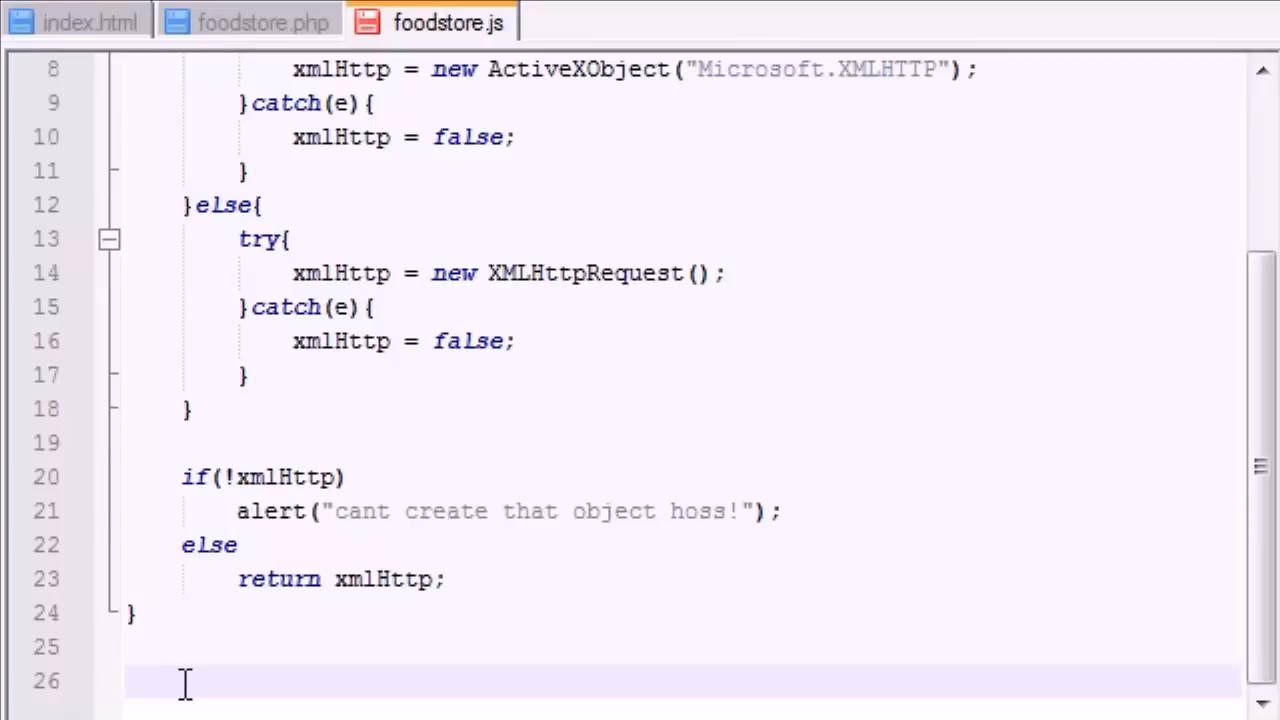 index.html foodstore.php foodstore.js
8 xmlHttp = new ActiveXObject("Microsoft.XMLHTTP");
9 }catch(e){
10 xmlHttp = false;
11 }
12 }else{
13 try{
14 xmlHttp = new XMLHttpRequest();
15 }catch(e){
16 xmlHttp = false;
17 }
18 }
19
20 if(!xmlHttp)
21 alert("cant create that object hoss!");
22 else
23 return xmlHttp;
24 }
25
26